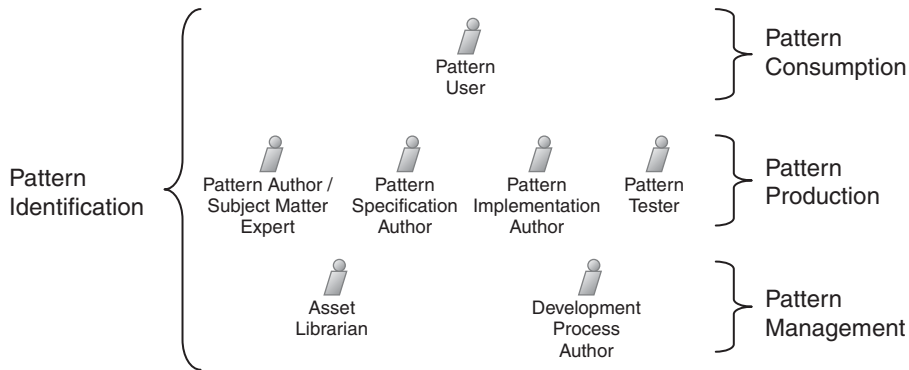 Pattern
Identification
Pattern
User
Pattern
Consumption
Pattern Author /
Subject Matter
Expert
Pattern
Specification
Author
Pattern
Implementation
Author
Pattern
Tester
Pattern
Production
Asset
Librarian
Development
Process
Author
Pattern
Management